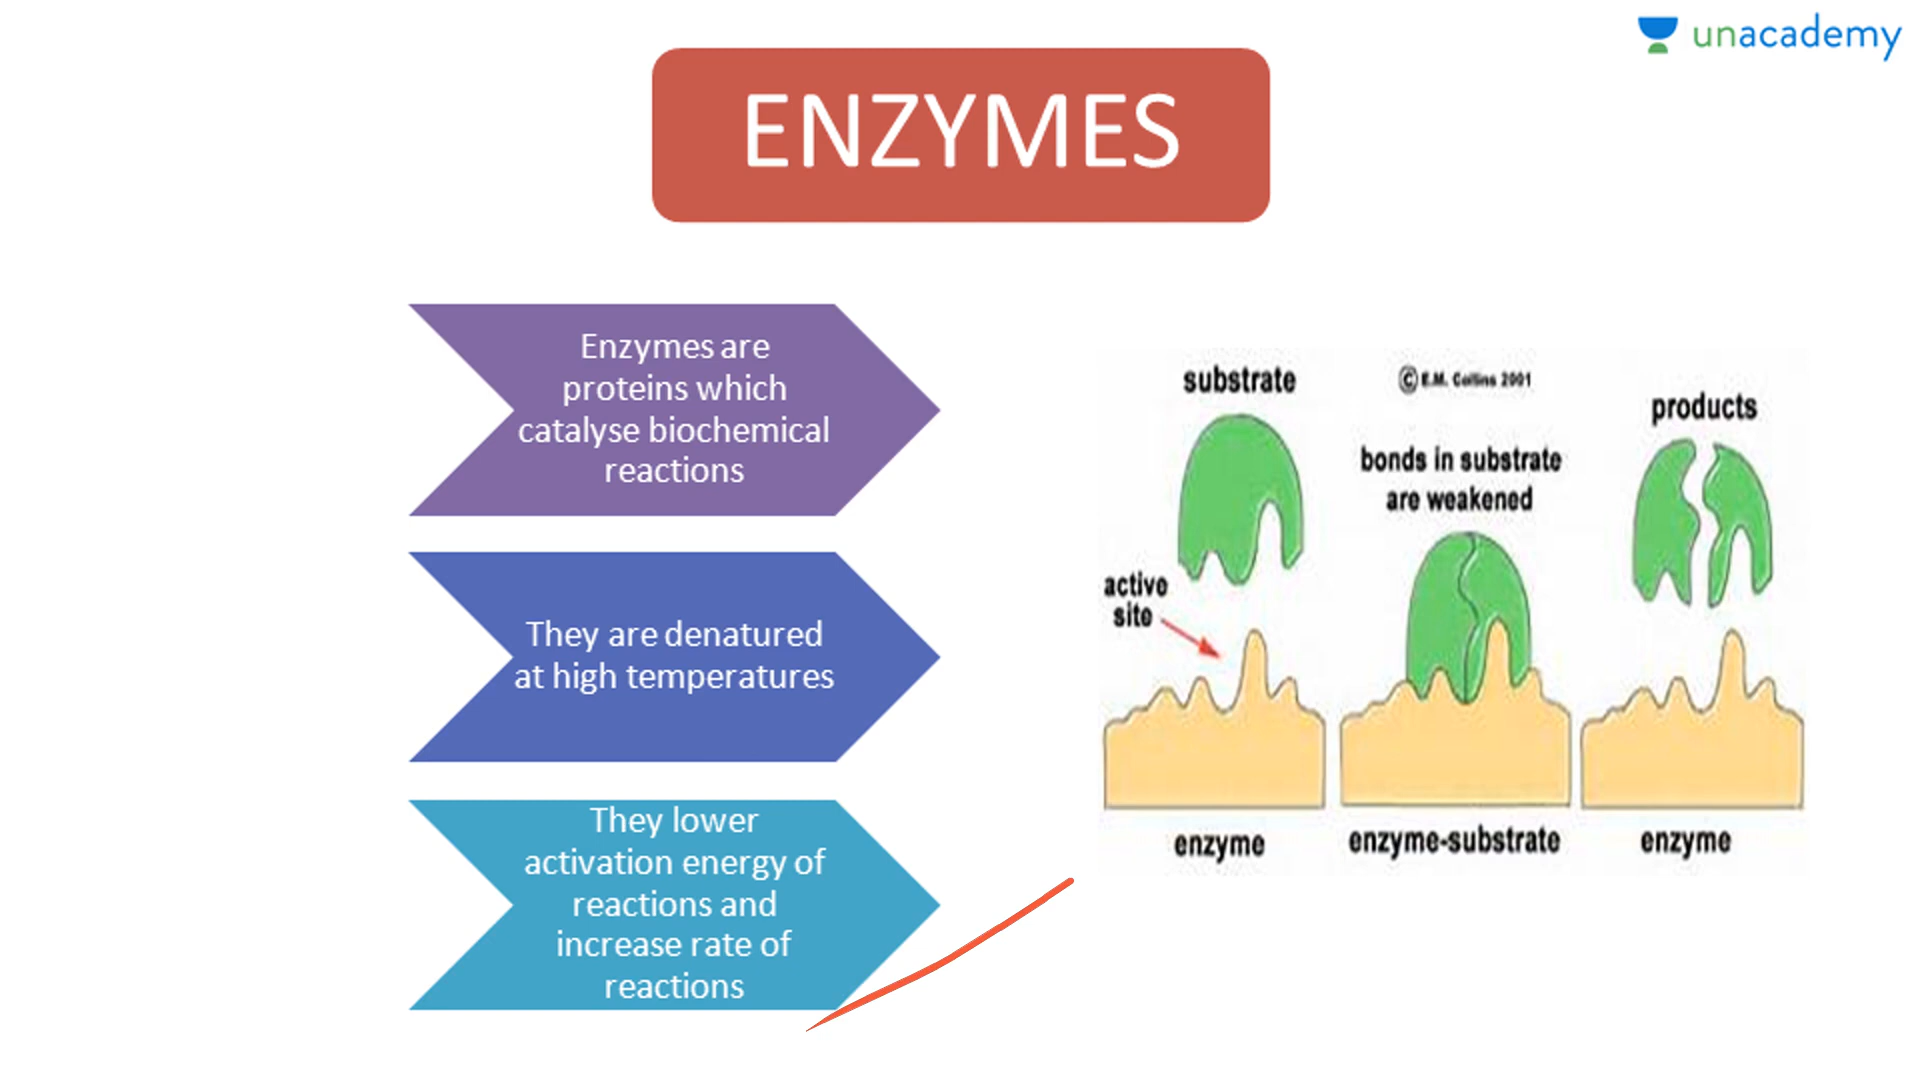 unacademy
ENZYMES
Enzymes are
proteins which
catalyse biochemical
reactions
They are denatured
at high temperatures
They lower
activation energy of
reactions and
increase rate of
reactions
substrate
© E.M. Collins 2001
products
bonds in substrate
are weakened
active
site
enzyme
enzyme-substrate
enzyme